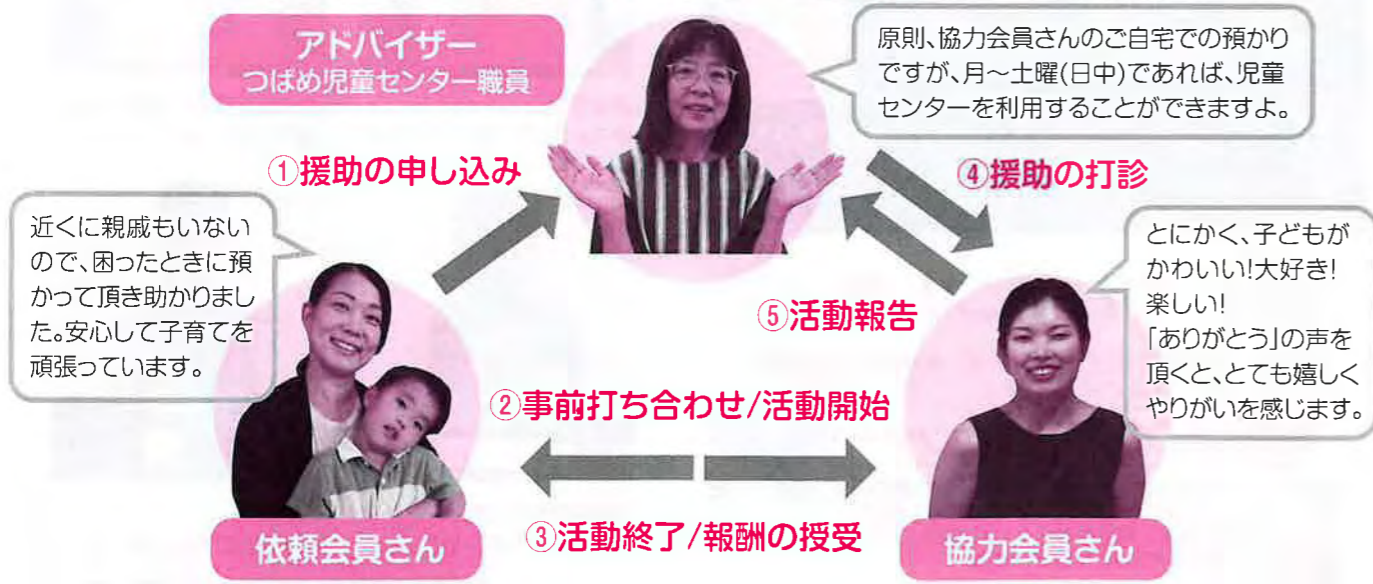 アドバイザー
つばめ児童センター職員
原則、協力会員さんのご自宅での預かり
ですが、月～土曜(日中)であれば、児童
センターを利用することができますよ。
①援助の申し込み
④援助の打診
近くに親戚もいない
ので、困ったときに預
かって頂き助かりまし
た。安心して子育てを
頑張っています。
とにかく、子どもが
かわいい!大好き!
楽しい!
「ありがとう」の声を
頂くと、とても嬉しく
やりがいを感じます。
⑤活動報告
②事前打ち合わせ/活動開始
③活動終了/報酬の授受
依頼会員さん
協力会員さん